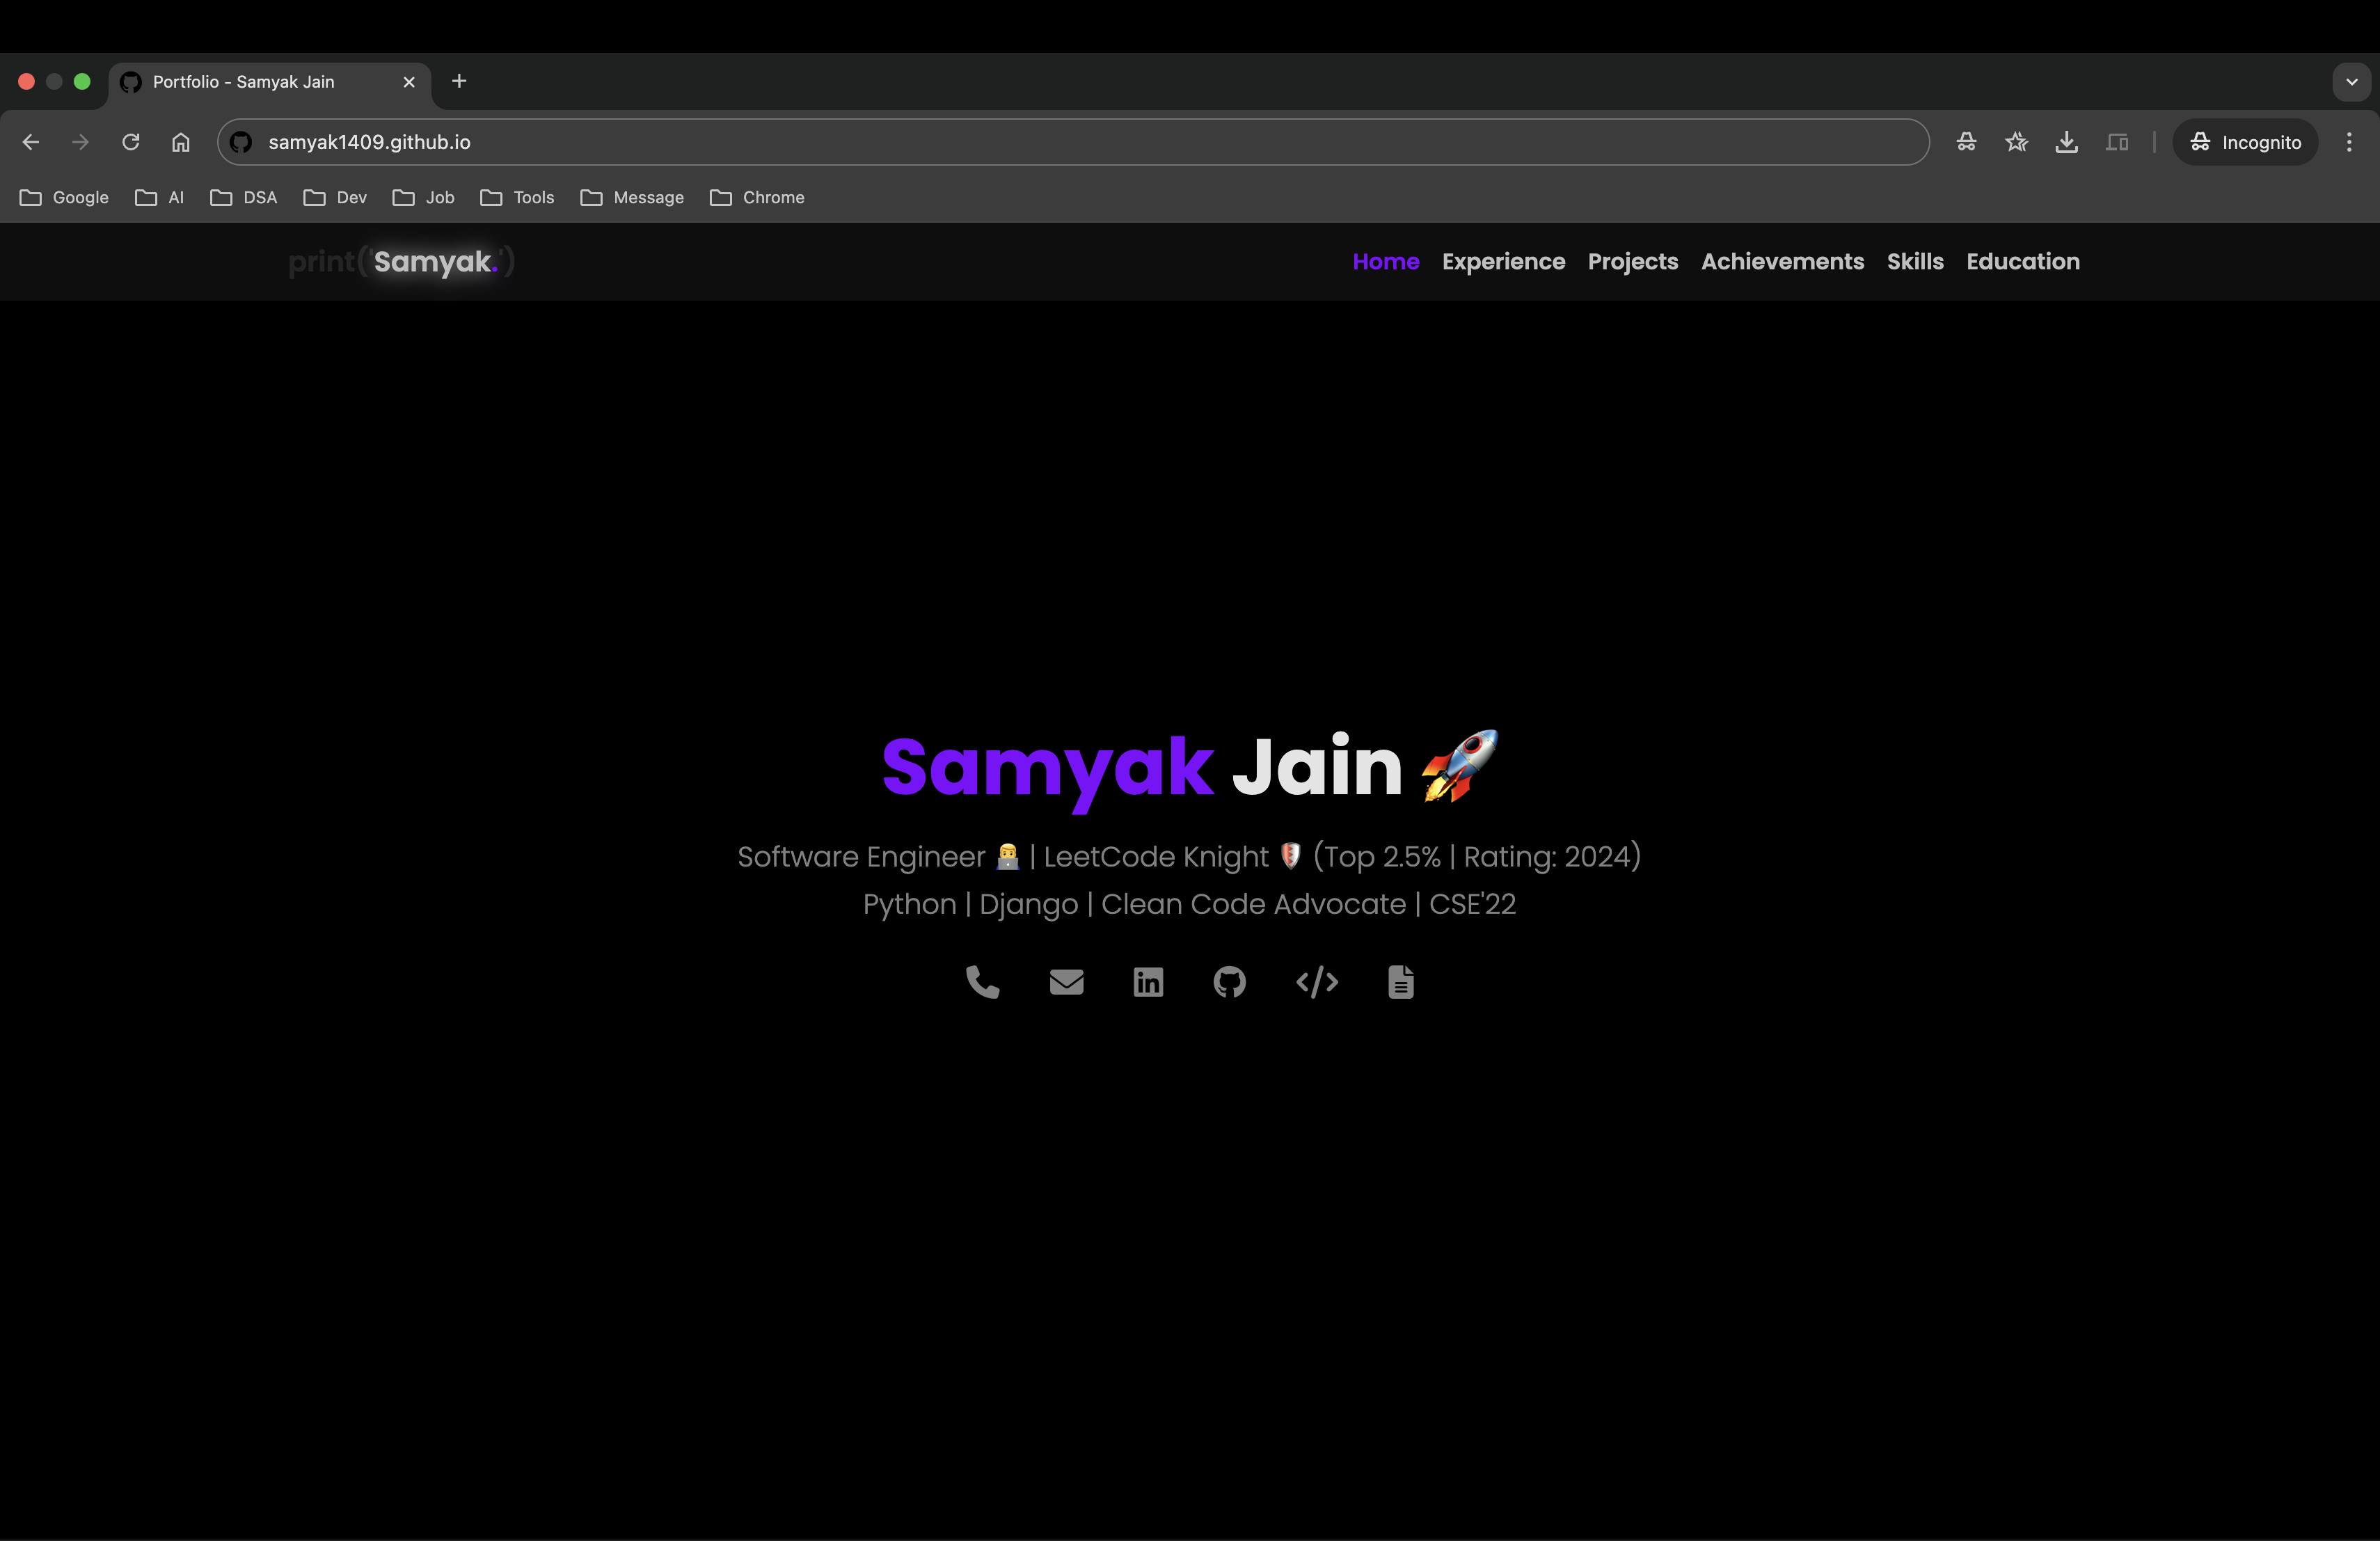 Portfolio - Samyak Jain
samyak1409.github.io
Incognito
Google AI DSA Dev Job Tools Message Chrome
print('Samyak.')
Home Experience Projects Achievements Skills Education
Samyak Jain 🚀
Software Engineer 👨‍💻 | LeetCode Knight 🛡️ (Top 2.5% | Rating: 2024)
Python | Django | Clean Code Advocate | CSE'22
in